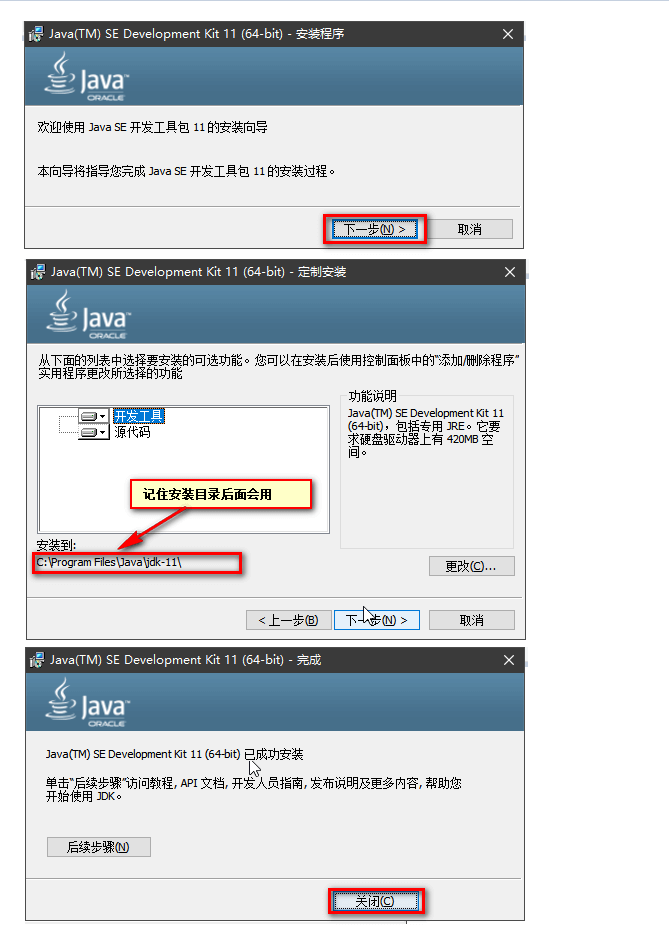 Java(TM) SE Development Kit 11 (64-bit) - 安装程序
Java™
ORACLE
欢迎使用 Java SE 开发工具包 11 的安装向导
本向导将指导您完成 Java SE 开发工具包 11 的安装过程。
下一步(N) >
取消
Java(TM) SE Development Kit 11 (64-bit) - 定制安装
Java™
ORACLE
从下面的列表中选择要安装的可选功能。您可以在安装后使用控制面板中的“添加/删除程序”
实用程序更改所选择的功能
开发工具
源代码
功能说明
Java(TM) SE Development Kit 11
(64-bit)，包括专用 JRE。它要
求硬盘驱动器上有 420MB 空
间。
记住安装目录后面会用
安装到:
C:\Program Files\Java\jdk-11\
更改(C)...
< 上一步(B)
下一步(N) >
取消
Java(TM) SE Development Kit 11 (64-bit) - 完成
Java™
ORACLE
Java(TM) SE Development Kit 11 (64-bit) 已成功安装
单击“后续步骤”访问教程, API 文档, 开发人员指南, 发布说明及更多内容, 帮助您
开始使用 JDK。
后续步骤(N)
关闭(C)